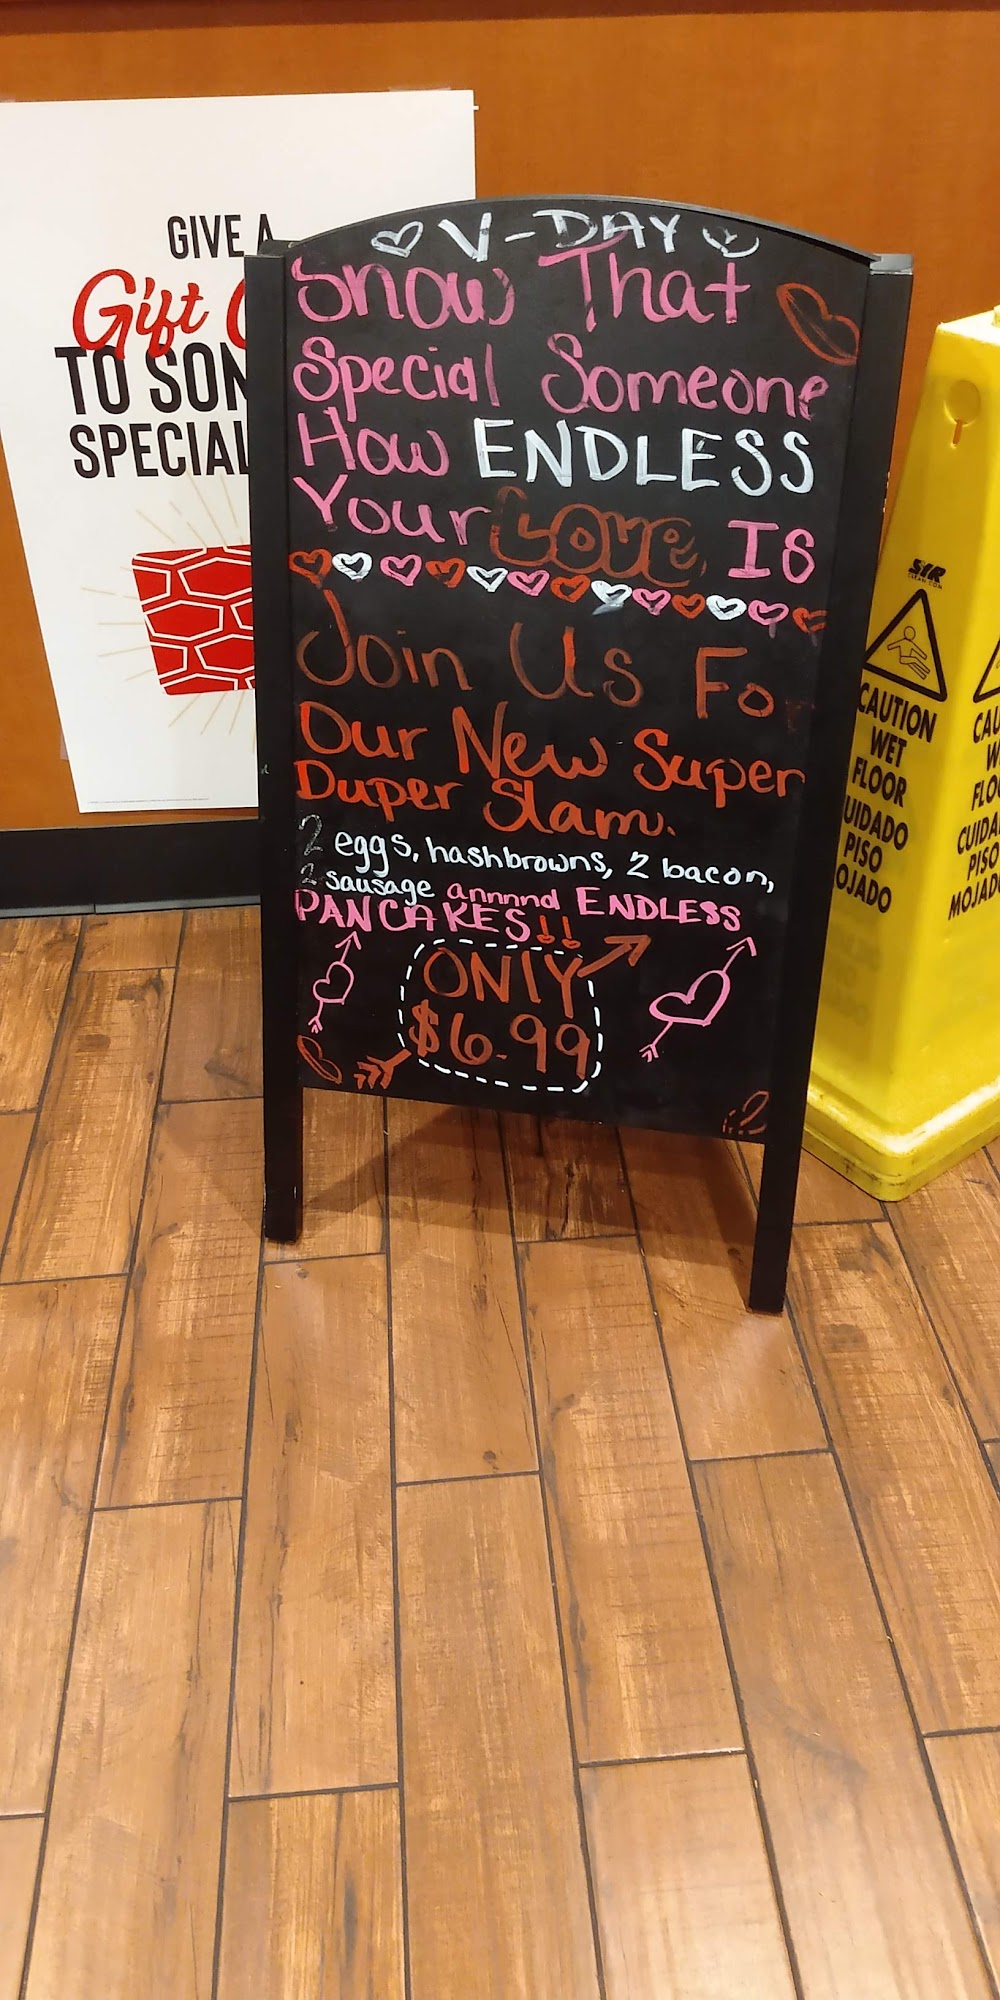 GIVE A
Gift
TO
SPECIAL
V-DAY
Show That
Special Someone
How ENDLESS
Your LOVE Is
Join Us For
Our New Super
Duper Slam.
2 eggs, hashbrowns, 2 bacon,
2 sausage annnnd ENDLESS
PANCAKES!!
ONLY
$6.99
SIR
CAUTION
WET
FLOOR
CUIDADO
PISO
MOJADO